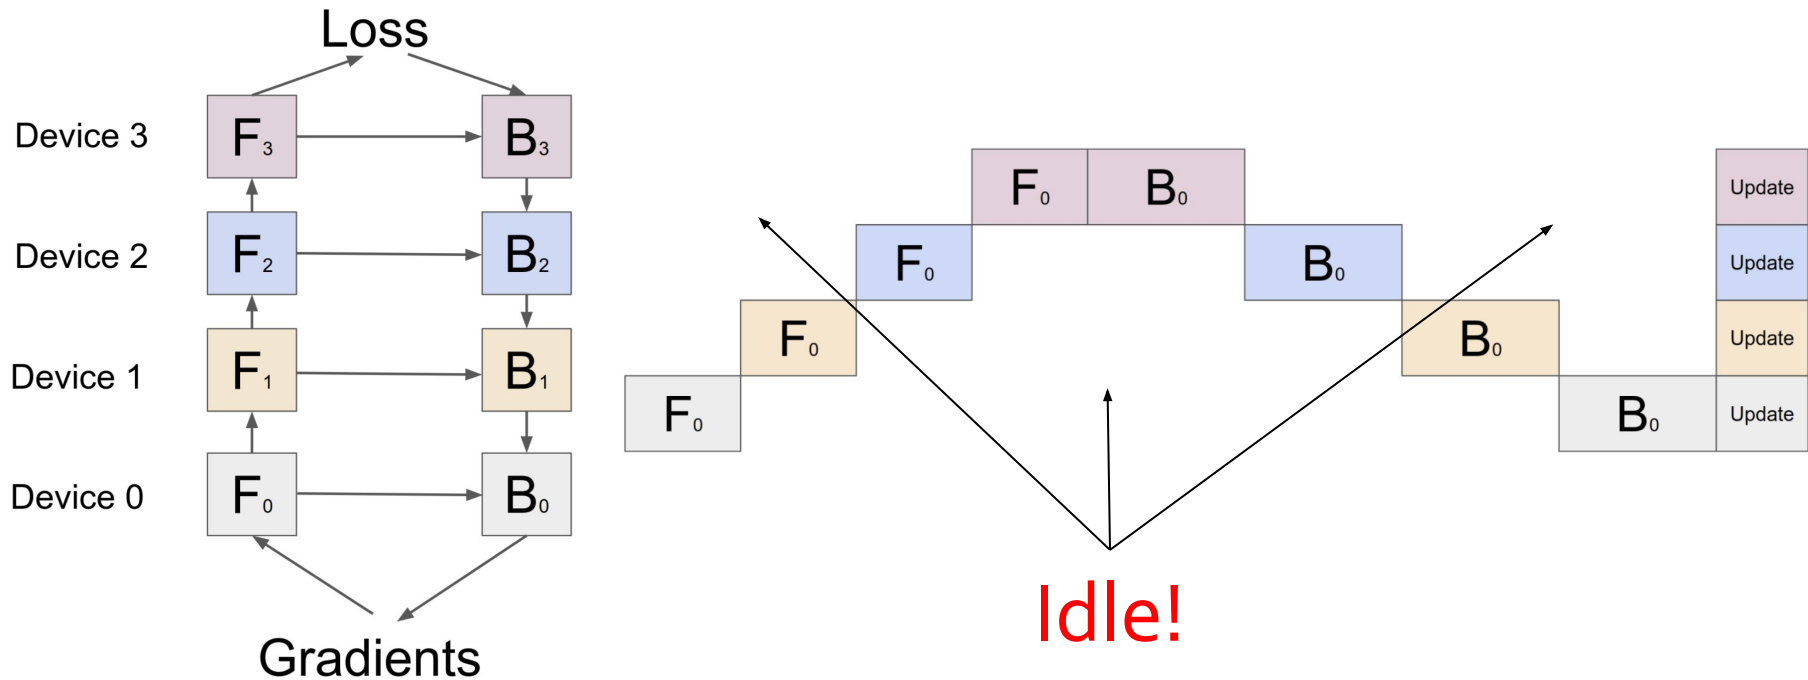 Loss
Device 3 F₃ B₃
Device 2 F₂ B₂
Device 1 F₁ B₁
Device 0 F₀ B₀
Gradients
F₀ B₀ Update
F₀ B₀ Update
F₀ B₀ Update
F₀ B₀ Update
Idle!